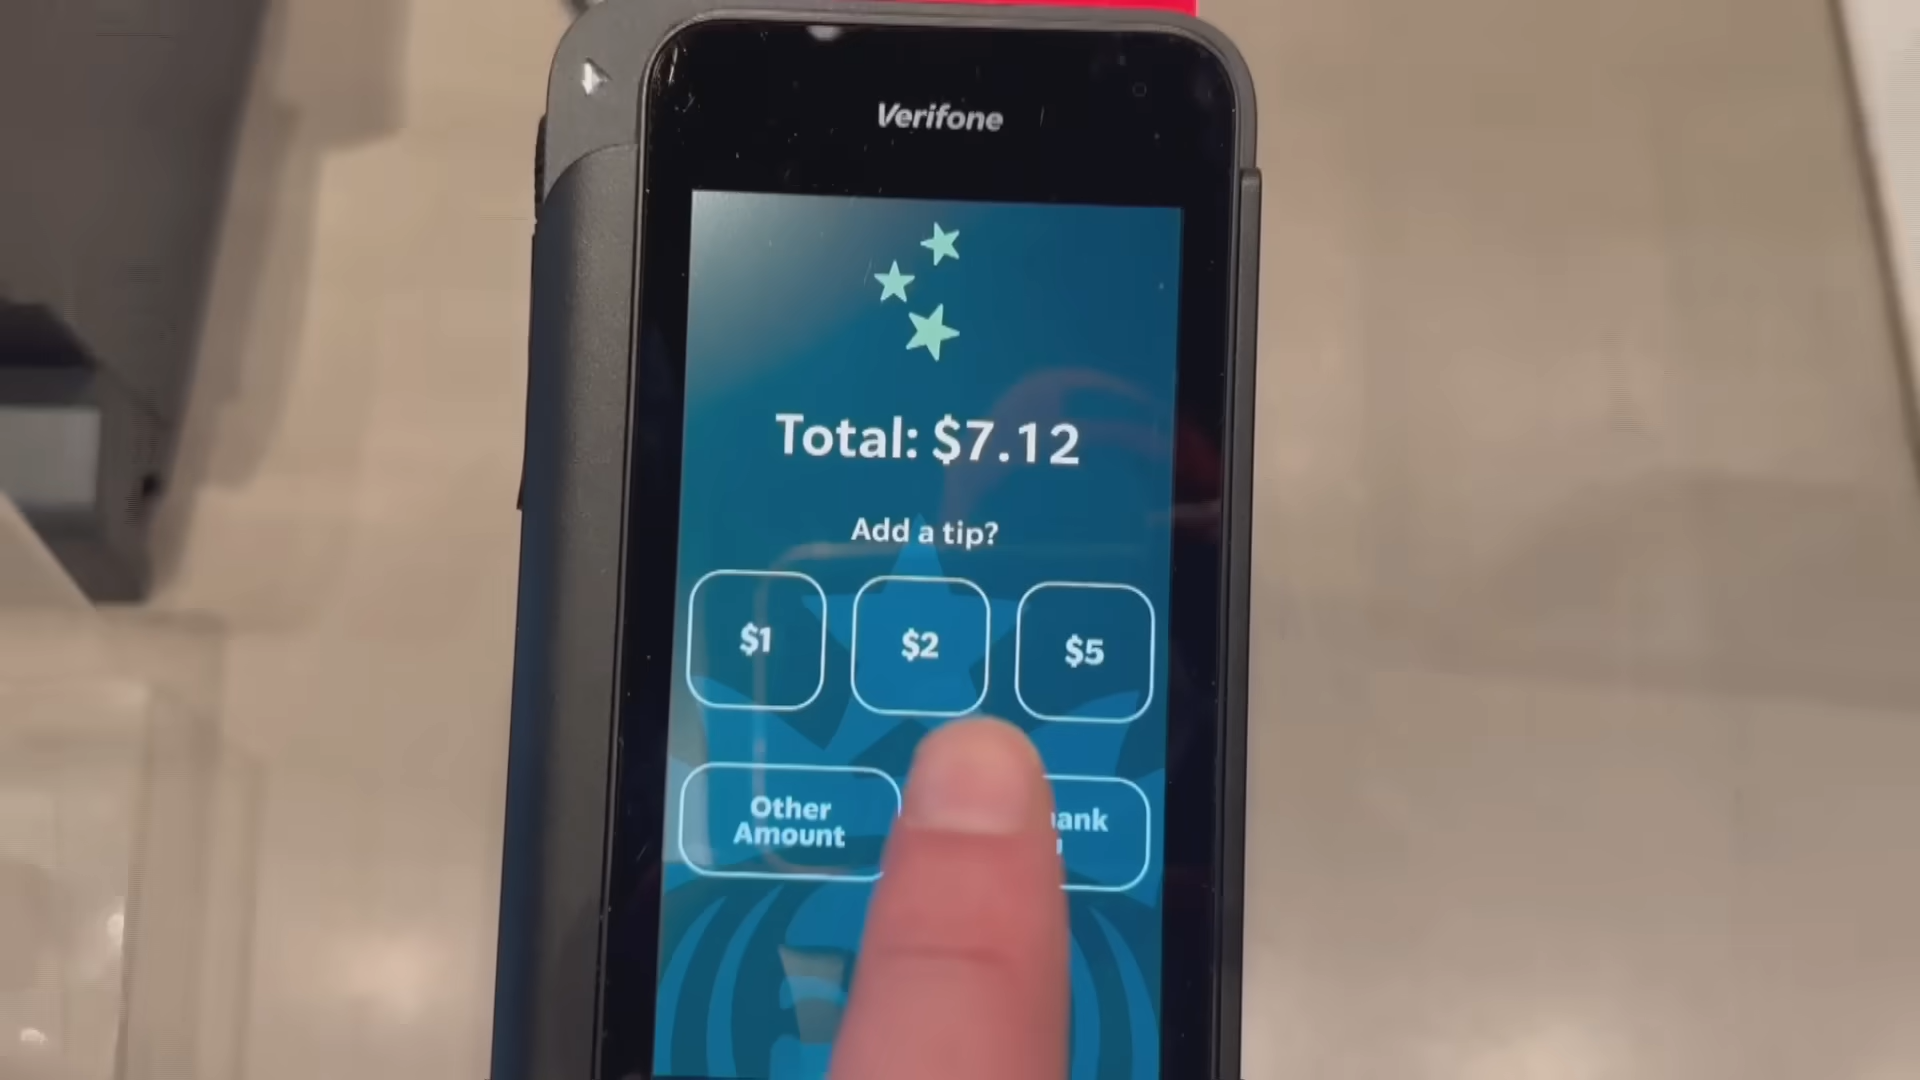 Verifone
Total: $7.12
Add a tip?
$1
$2
$5
Other
Amount